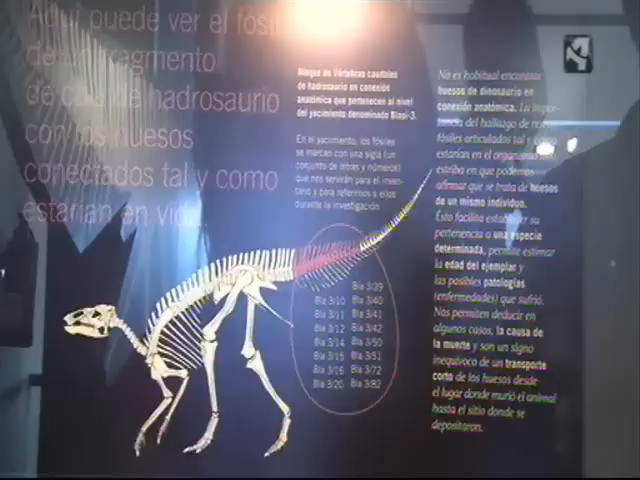 Aquí puede ver el fósil
de un fragmento
de cola de hadrosaurio
con los huesos
conectados tal y como
estarían en vida
Bloque de Vértebras caudales
de hadrosaurio en conexión
anatómica que pertenecen al nivel
del yacimiento denominado Blasi-3.
En el yacimiento, los fósiles
se marcan con una sigla (un
conjunto de letras y números)
que nos servirán para el inven-
tario y para referirnos a ellos
durante la investigación.
Bla 3/10
Bla 3/11
Bla 3/12
Bla 3/14
Bla 3/15
Bla 3/16
Bla 3/20
Bla 3/39
Bla 3/40
Bla 3/41
Bla 3/42
Bla 3/50
Bla 3/51
Bla 3/72
Bla 3/82
No es habitual encontrar
huesos de dinosaurio en
conexión anatómica. La impor-
tancia del hallazgo de
fósiles articulados tal y
estarían en el organismo
estriba en que podemos
afirmar que se trata de huesos
de un mismo individuo.
Esto facilita establecer su
pertenencia a una especie
determinada, permite estimar
la edad del ejemplar y
las posibles patologías
(enfermedades) que sufrió.
Nos permiten deducir en
algunos casos, la causa de
la muerte y son un signo
inequívoco de un transporte
corto de los huesos desde
el lugar donde murió el animal
hasta el sitio donde se
depositaron.